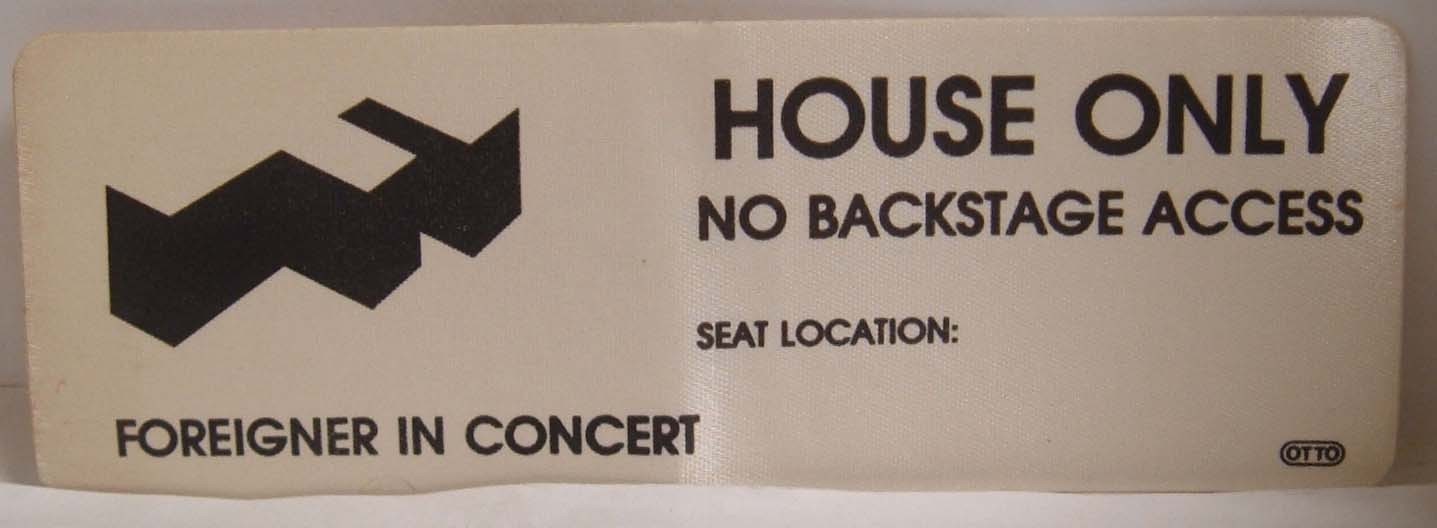 HOUSE ONLY
NO BACKSTAGE ACCESS
SEAT LOCATION:
FOREIGNER IN CONCERT
OTTO